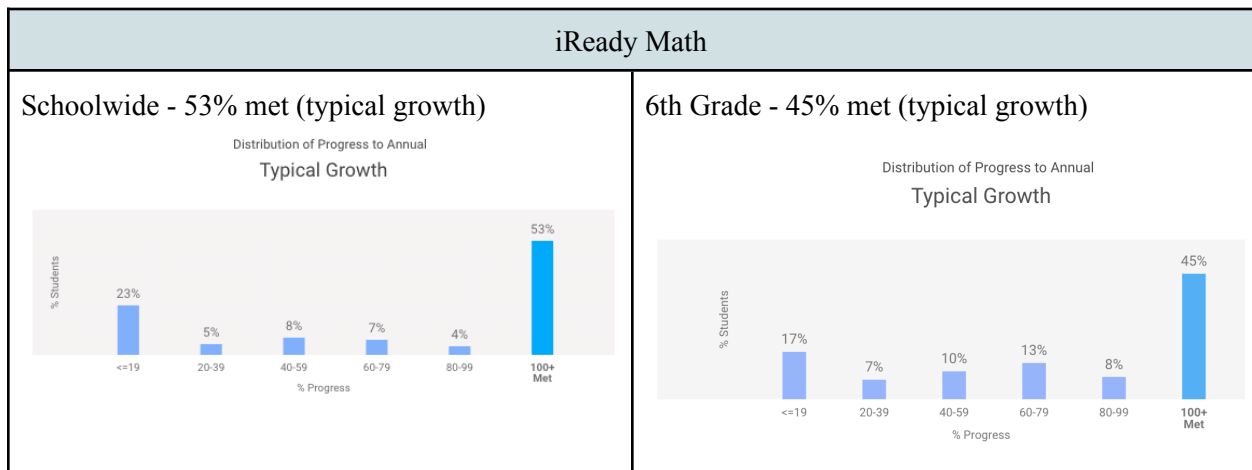 iReady Math
Schoolwide - 53% met (typical growth)
Distribution of Progress to Annual
Typical Growth
% Students
23%
5%
8%
7%
4%
53%
<=19
20-39
40-59
60-79
80-99
100+
Met
% Progress
6th Grade - 45% met (typical growth)
Distribution of Progress to Annual
Typical Growth
% Students
17%
7%
10%
13%
8%
45%
<=19
20-39
40-59
60-79
80-99
100+
Met
% Progress